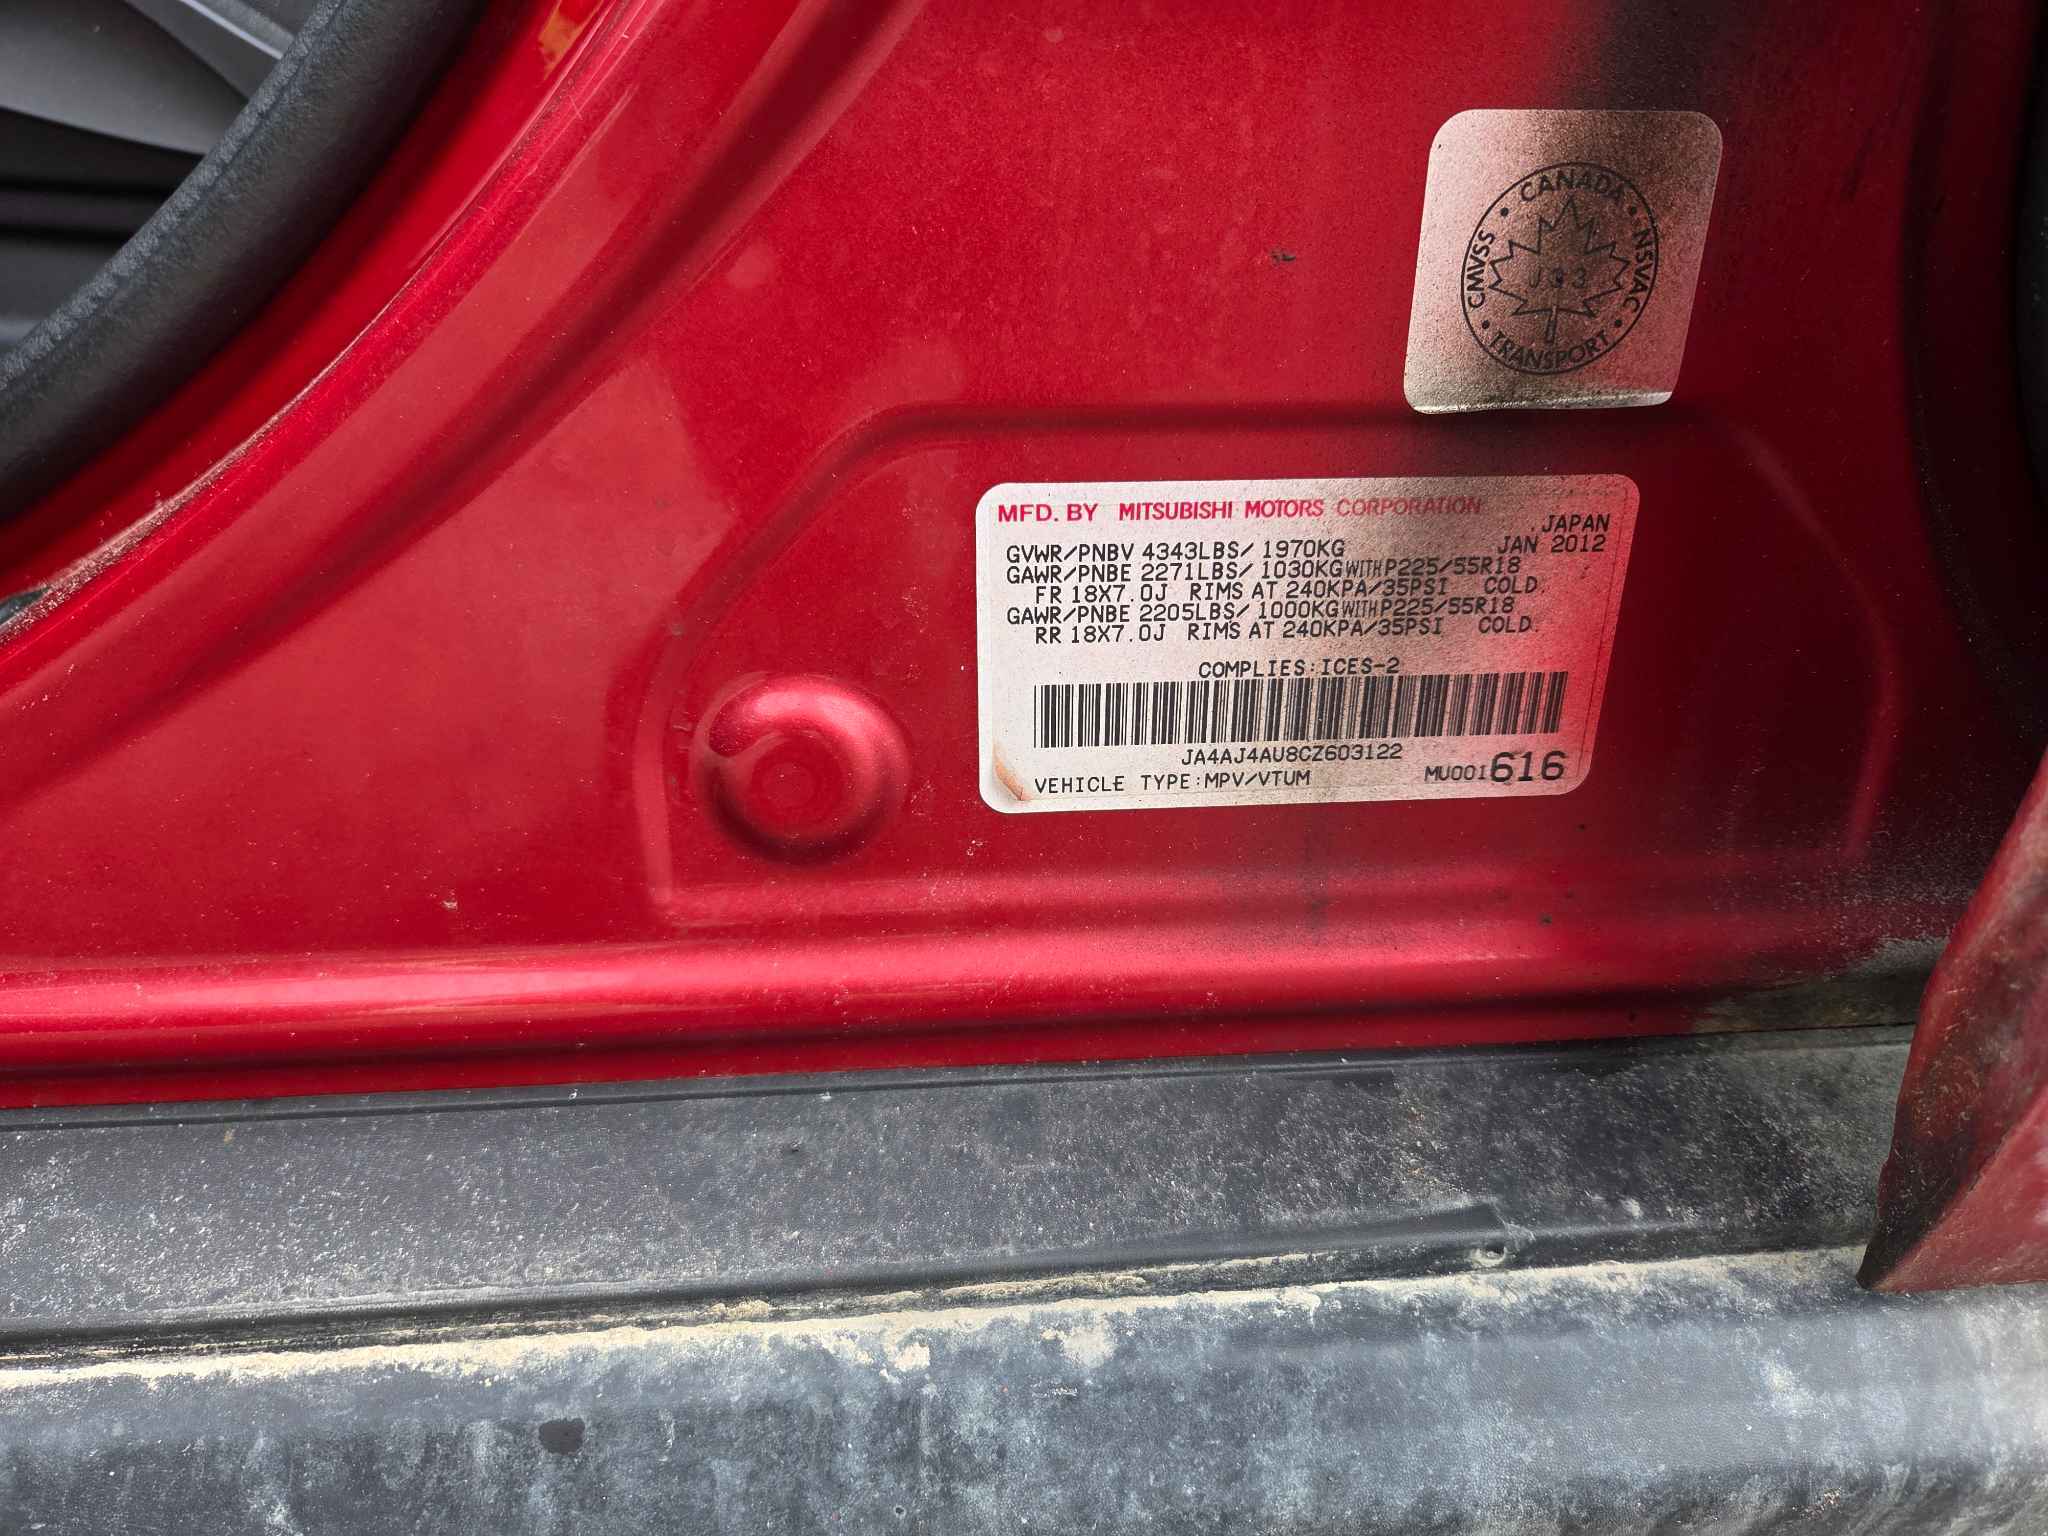 CANADA
CMVSS • NSVAC
TRANSPORT
MFD. BY MITSUBISHI MOTORS CORPORATION
JAPAN
GVWR/PNBV 4343LBS/ 1970KG JAN 2012
GAWR/PNBE 2271LBS/ 1030KG WITH P225/55R18
FR 18X7.0J RIMS AT 240KPA/35PSI COLD.
GAWR/PNBE 2205LBS/ 1000KG WITH P225/55R18
RR 18X7.0J RIMS AT 240KPA/35PSI COLD.
COMPLIES:ICES-2
JA4AJ4AU8CZ603122
VEHICLE TYPE:MPV/VTUM MU001616